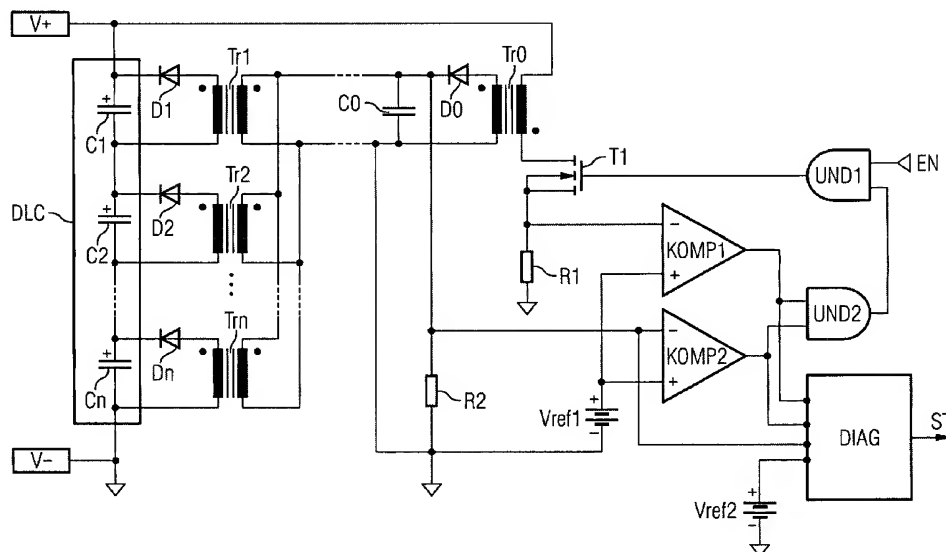 V+
Tr1
Tr0
D1
C0
D0
C1
T1
UND1
EN
Tr2
DLC
D2
C2
KOMP1
R1
UND2
Trn
KOMP2
Dn
Cn
R2
Vref1
DIAG
ST
V-
Vref2